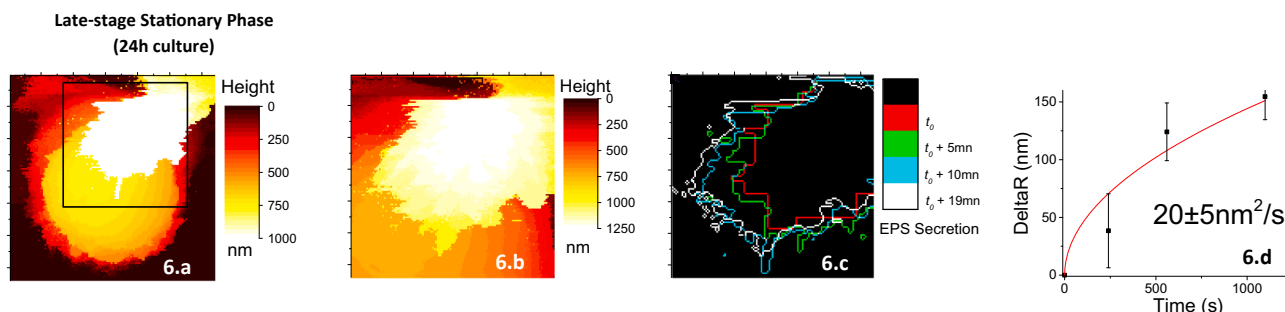 Late-stage Stationary Phase
(24h culture)
Height
0
250
500
750
1000
nm
6.a
Height
0
250
500
750
1000
1250
nm
6.b
t₀
t₀ + 5mn
t₀ + 10mn
t₀ + 19mn
EPS Secretion
6.c
DeltaR (nm)
150
100
50
0
20±5nm²/s
6.d
0
500
1000
Time (s)